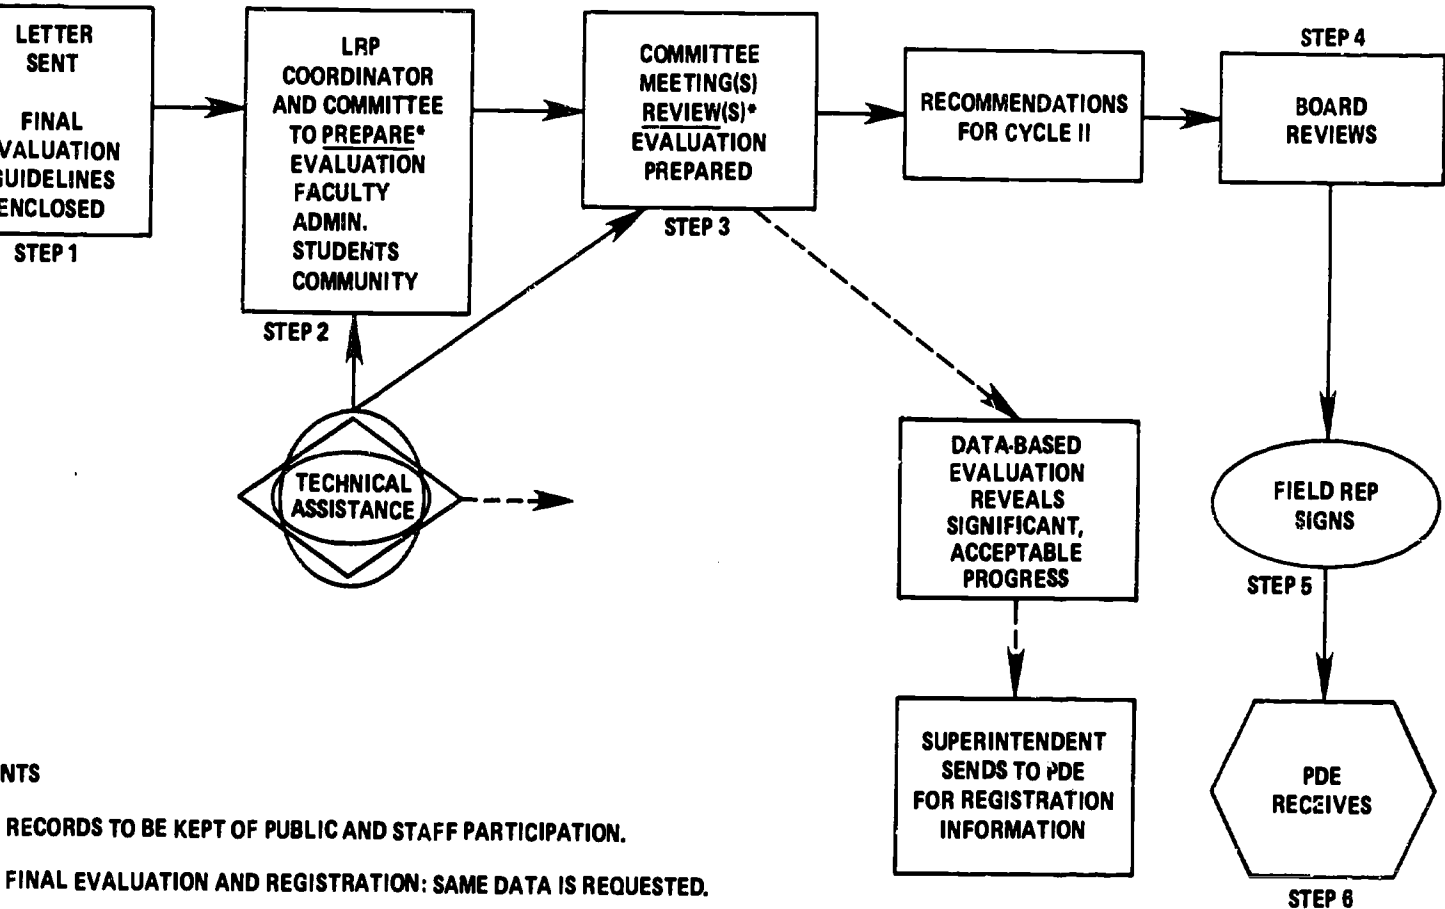 LETTER
SENT
FINAL
VALUATION
GUIDELINES
ENCLOSED
STEP 1
LRP
COORDINATOR
AND COMMITTEE
TO PREPARE*
EVALUATION
FACULTY
ADMIN.
STUDENTS
COMMUNITY
STEP 2
COMMITTEE
MEETING(S)
REVIEW(S)*
EVALUATION
PREPARED
STEP 3
RECOMMENDATIONS
FOR CYCLE II
STEP 4
BOARD
REVIEWS
TECHNICAL
ASSISTANCE
DATA-BASED
EVALUATION
REVEALS
SIGNIFICANT,
ACCEPTABLE
PROGRESS
FIELD REP
SIGNS
STEP 5
SUPERINTENDENT
SENDS TO PDE
FOR REGISTRATION
INFORMATION
PDE
RECEIVES
STEP 6
NTS
RECORDS TO BE KEPT OF PUBLIC AND STAFF PARTICIPATION.
FINAL EVALUATION AND REGISTRATION: SAME DATA IS REQUESTED.